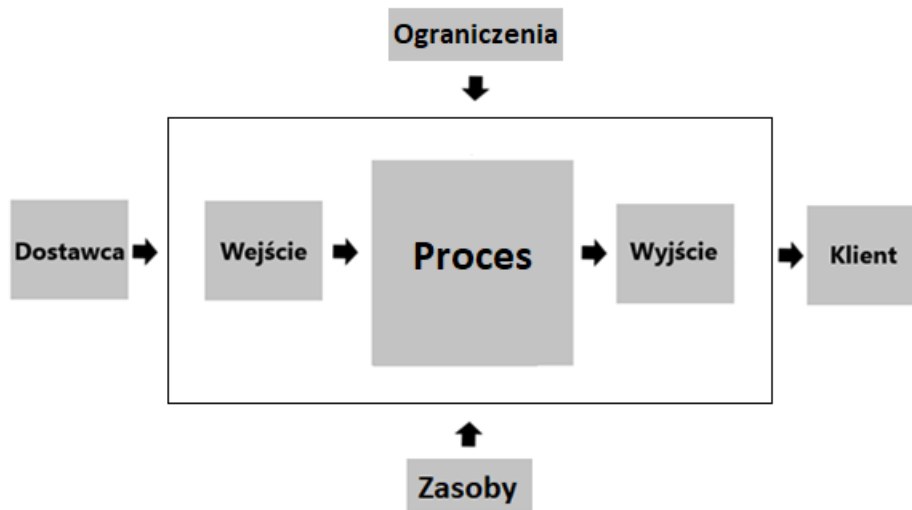 Ograniczenia
Dostawca
Wejście
Proces
Wyjście
Klient
Zasoby